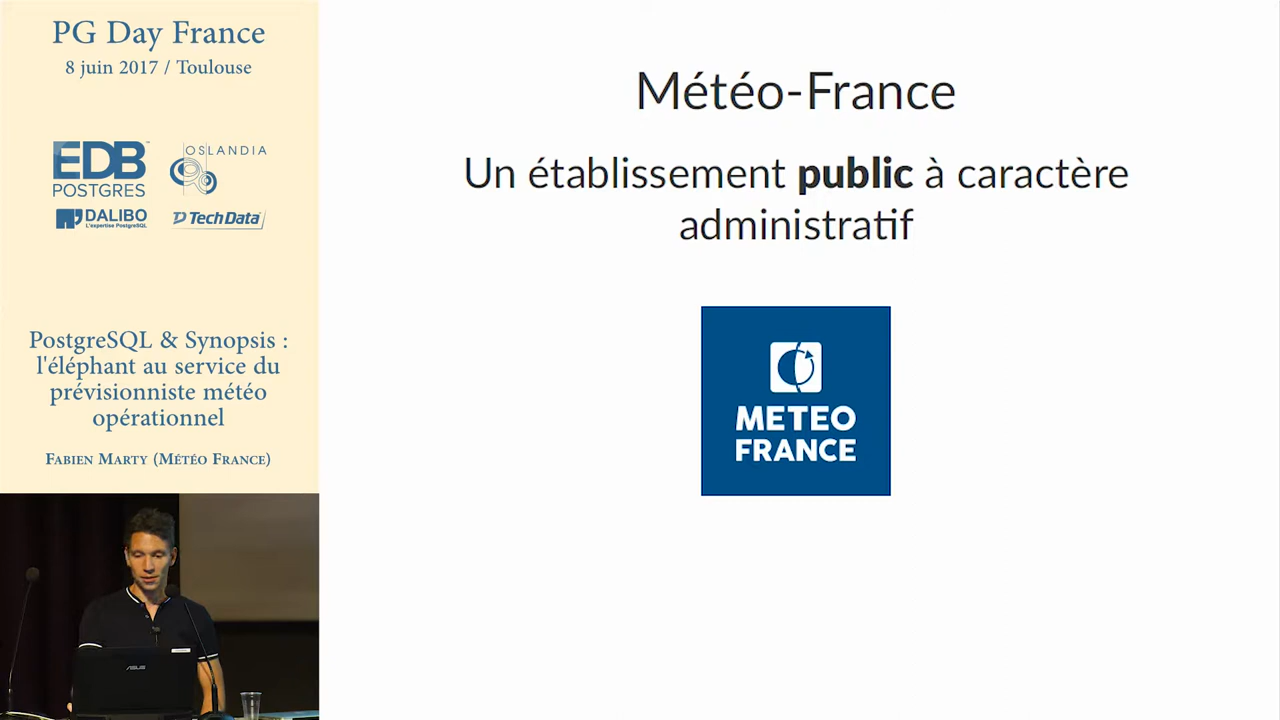 PG Day France
8 juin 2017 / Toulouse
EDB
POSTGRES
OSLANDIA
DALIBO
L'expertise PostgreSQL
TechData
PostgreSQL & Synopsis :
l'éléphant au service du
prévisionniste météo
opérationnel
Fabien Marty (Météo France)
Météo-France
Un établissement public à caractère
administratif
METEO
FRANCE
ASUS